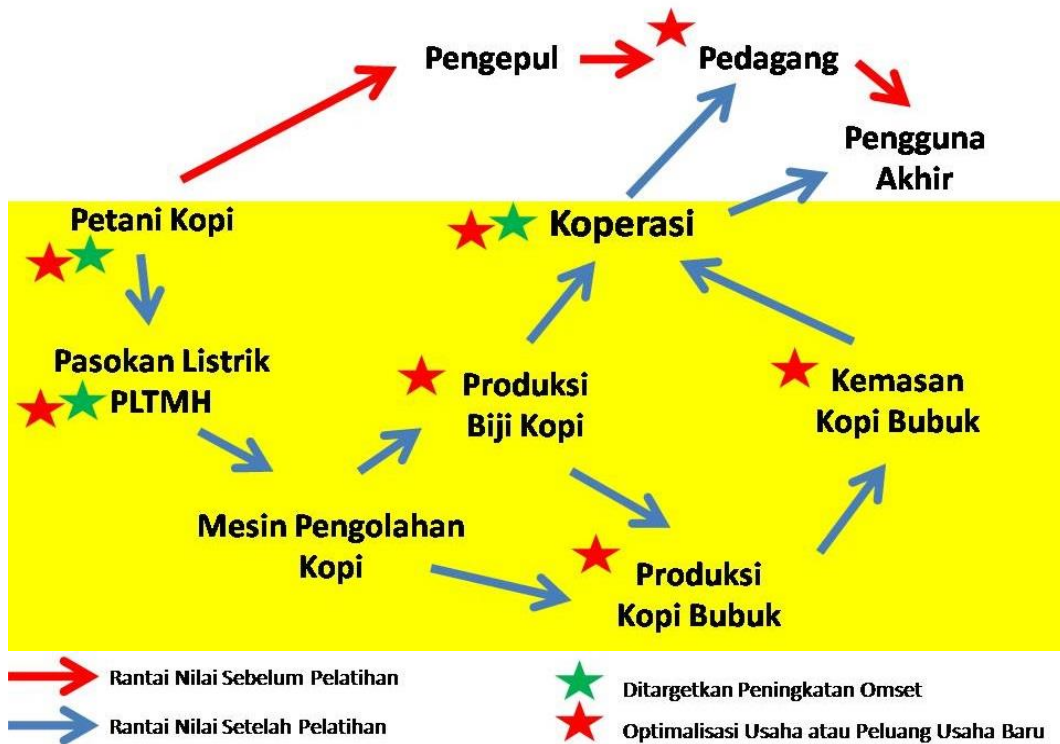 Pengepul
Pedagang
Pengguna
Akhir
Petani Kopi
Koperasi
Pasokan Listrik
PLTMH
Produksi
Biji Kopi
Kemasan
Kopi Bubuk
Mesin Pengolahan
Kopi
Produksi
Kopi Bubuk
Rantai Nilai Sebelum Pelatihan
Rantai Nilai Setelah Pelatihan
Ditargetkan Peningkatan Omset
Optimalisasi Usaha atau Peluang Usaha Baru